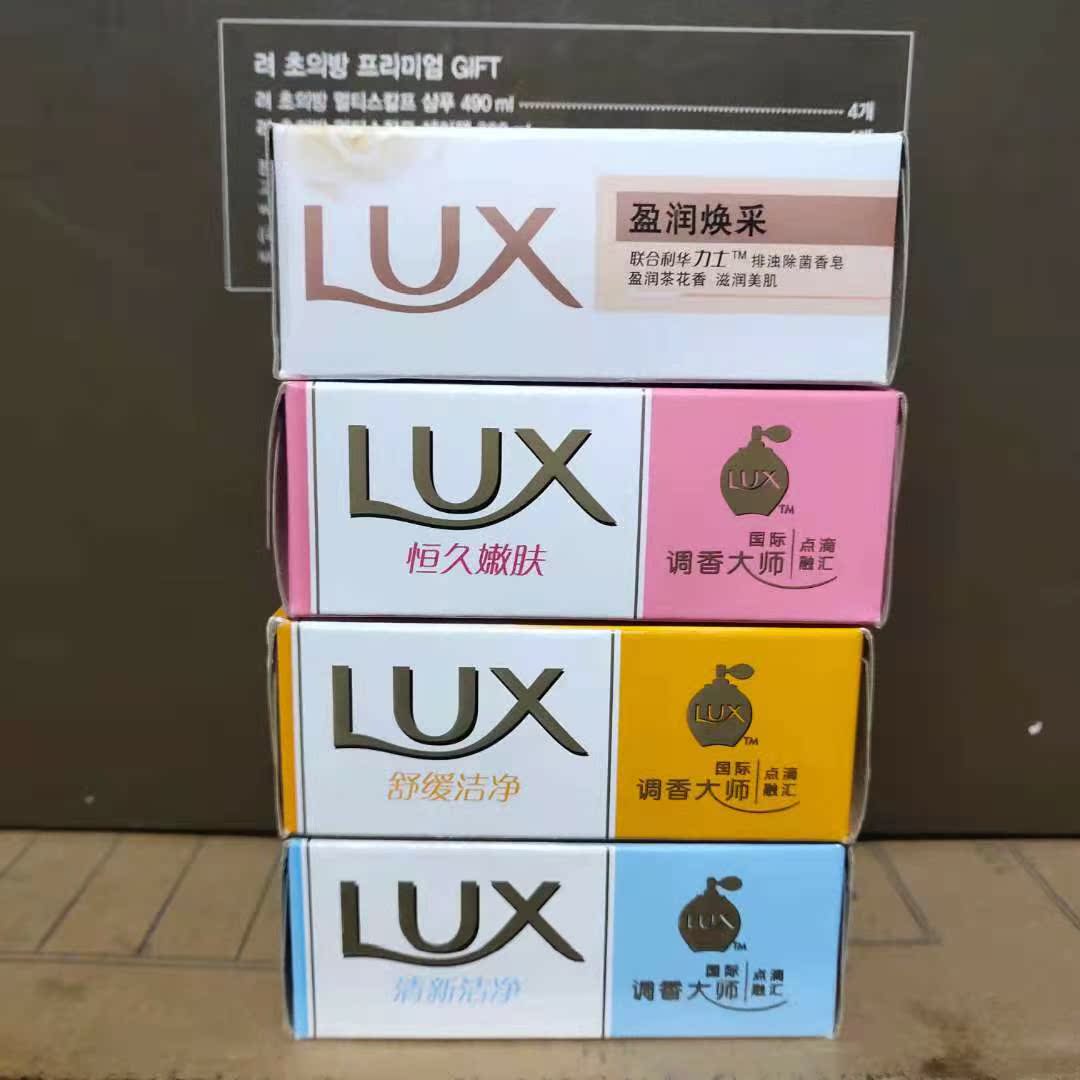 려 초의방 프리미엄 GIFT
려 초의방 멀티스칼프 샴푸 490 ml 4개
LUX
盈润焕采
联合利华力士™ 排浊除菌香皂
盈润茶花香 滋润美肌
LUX
恒久嫩肤
LUX
TM
国际
调香大师
点滴
融汇
LUX
舒缓洁净
LUX
TM
国际
调香大师
点滴
融汇
LUX
清新洁净
LUX
TM
国际
调香大师
点滴
融汇